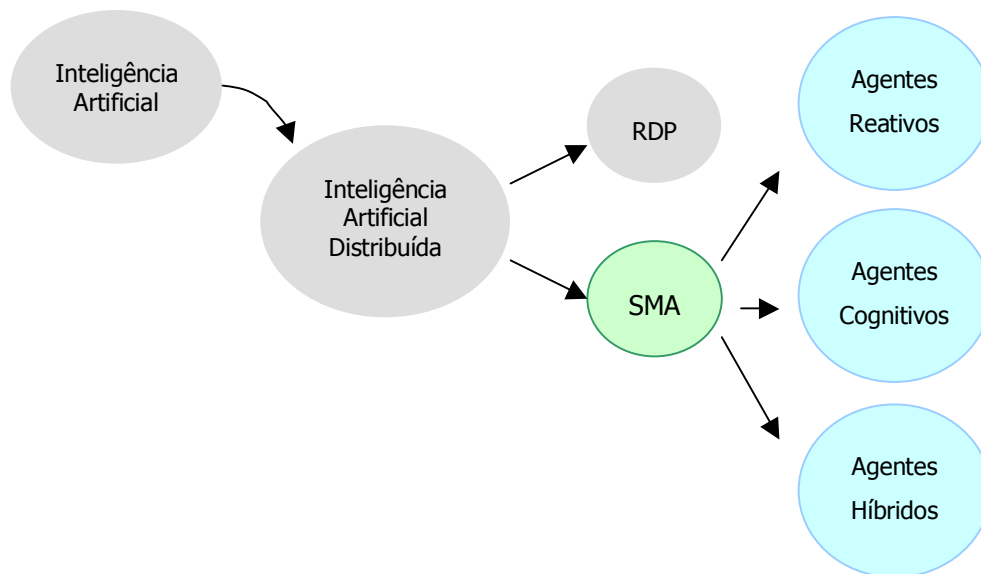 Inteligência
Artificial
Inteligência
Artificial
Distribuída
RDP
SMA
Agentes
Reativos
Agentes
Cognitivos
Agentes
Híbridos